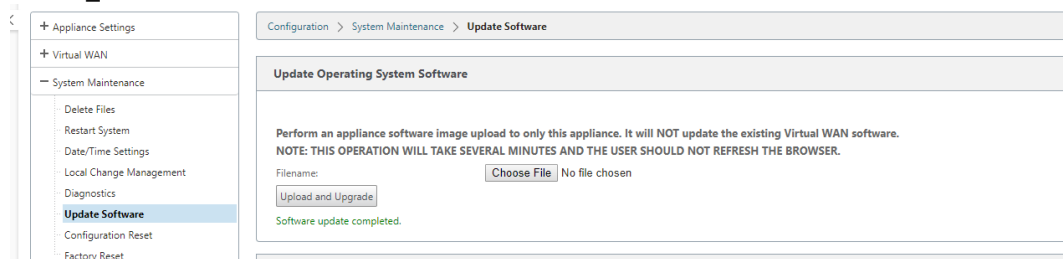 + Appliance Settings
+ Virtual WAN
− System Maintenance
Delete Files
Restart System
Date/Time Settings
Local Change Management
Diagnostics
Update Software
Configuration Reset
Factory Reset
Configuration > System Maintenance > Update Software
Update Operating System Software
Perform an appliance software image upload to only this appliance. It will NOT update the existing Virtual WAN software.
NOTE: THIS OPERATION WILL TAKE SEVERAL MINUTES AND THE USER SHOULD NOT REFRESH THE BROWSER.
Filename: Choose File No file chosen
Upload and Upgrade
Software update completed.